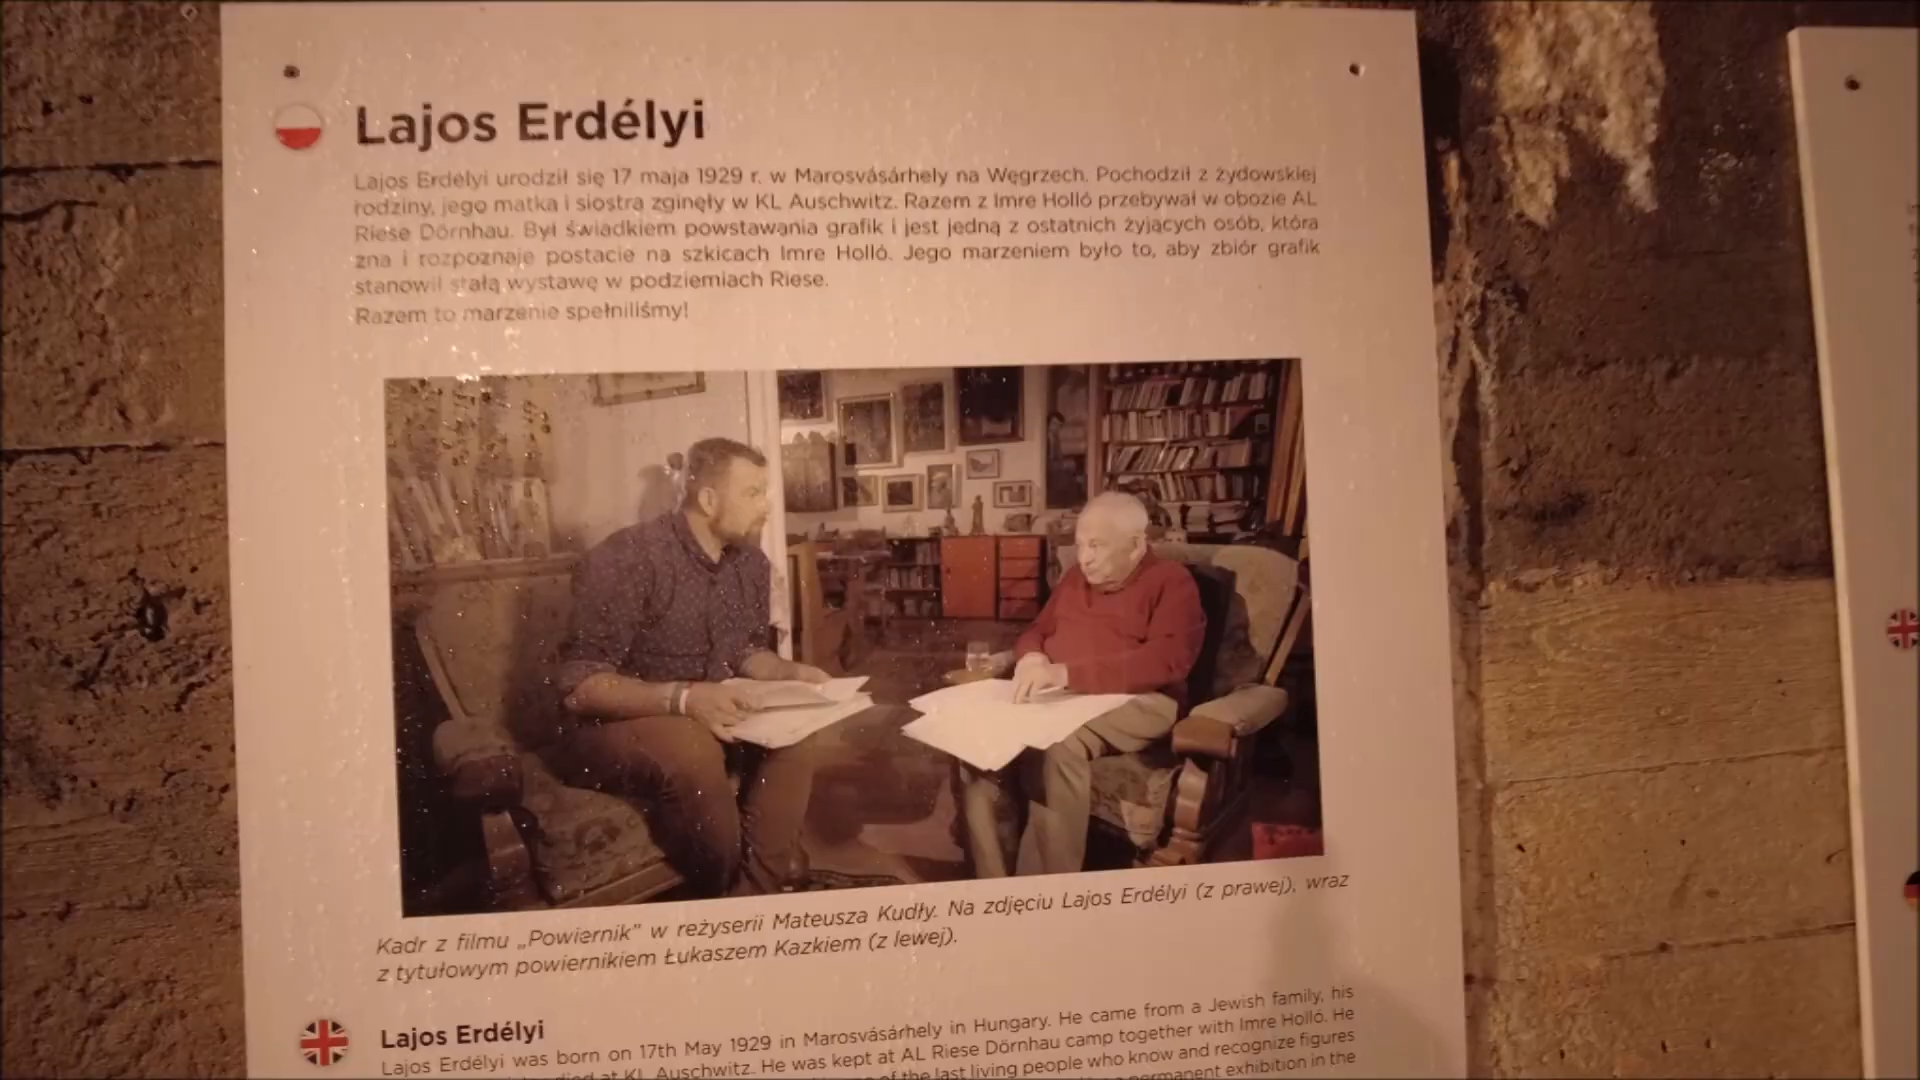 Lajos Erdélyi
Lajos Erdélyi urodził się 17 maja 1929 r. w Marosvásárhely na Węgrzech. Pochodził z żydowskiej
rodziny, jego matka i siostra zginęły w KL Auschwitz. Razem z Imre Holló przebywał w obozie AL
Riese Dörnhau. Był świadkiem powstawania grafik i jest jedną z ostatnich żyjących osób, która
zna i rozpoznaje postacie na szkicach Imre Holló. Jego marzeniem było to, aby zbiór grafik
stanowił stałą wystawę w podziemiach Riese.
Razem to marzenie spełniliśmy!
Kadr z filmu „Powiernik” w reżyserii Mateusza Kudły. Na zdjęciu Lajos Erdélyi (z prawej), wraz
z tytułowym powiernikiem Łukaszem Kazkiem (z lewej).
Lajos Erdélyi
Lajos Erdélyi was born on 17th May 1929 in Marosvásárhely in Hungary. He came from a Jewish family, his
died at KL Auschwitz. He was kept at AL Riese Dörnhau camp together with Imre Holló. He
of the last living people who know and recognize figures
permanent exhibition in the